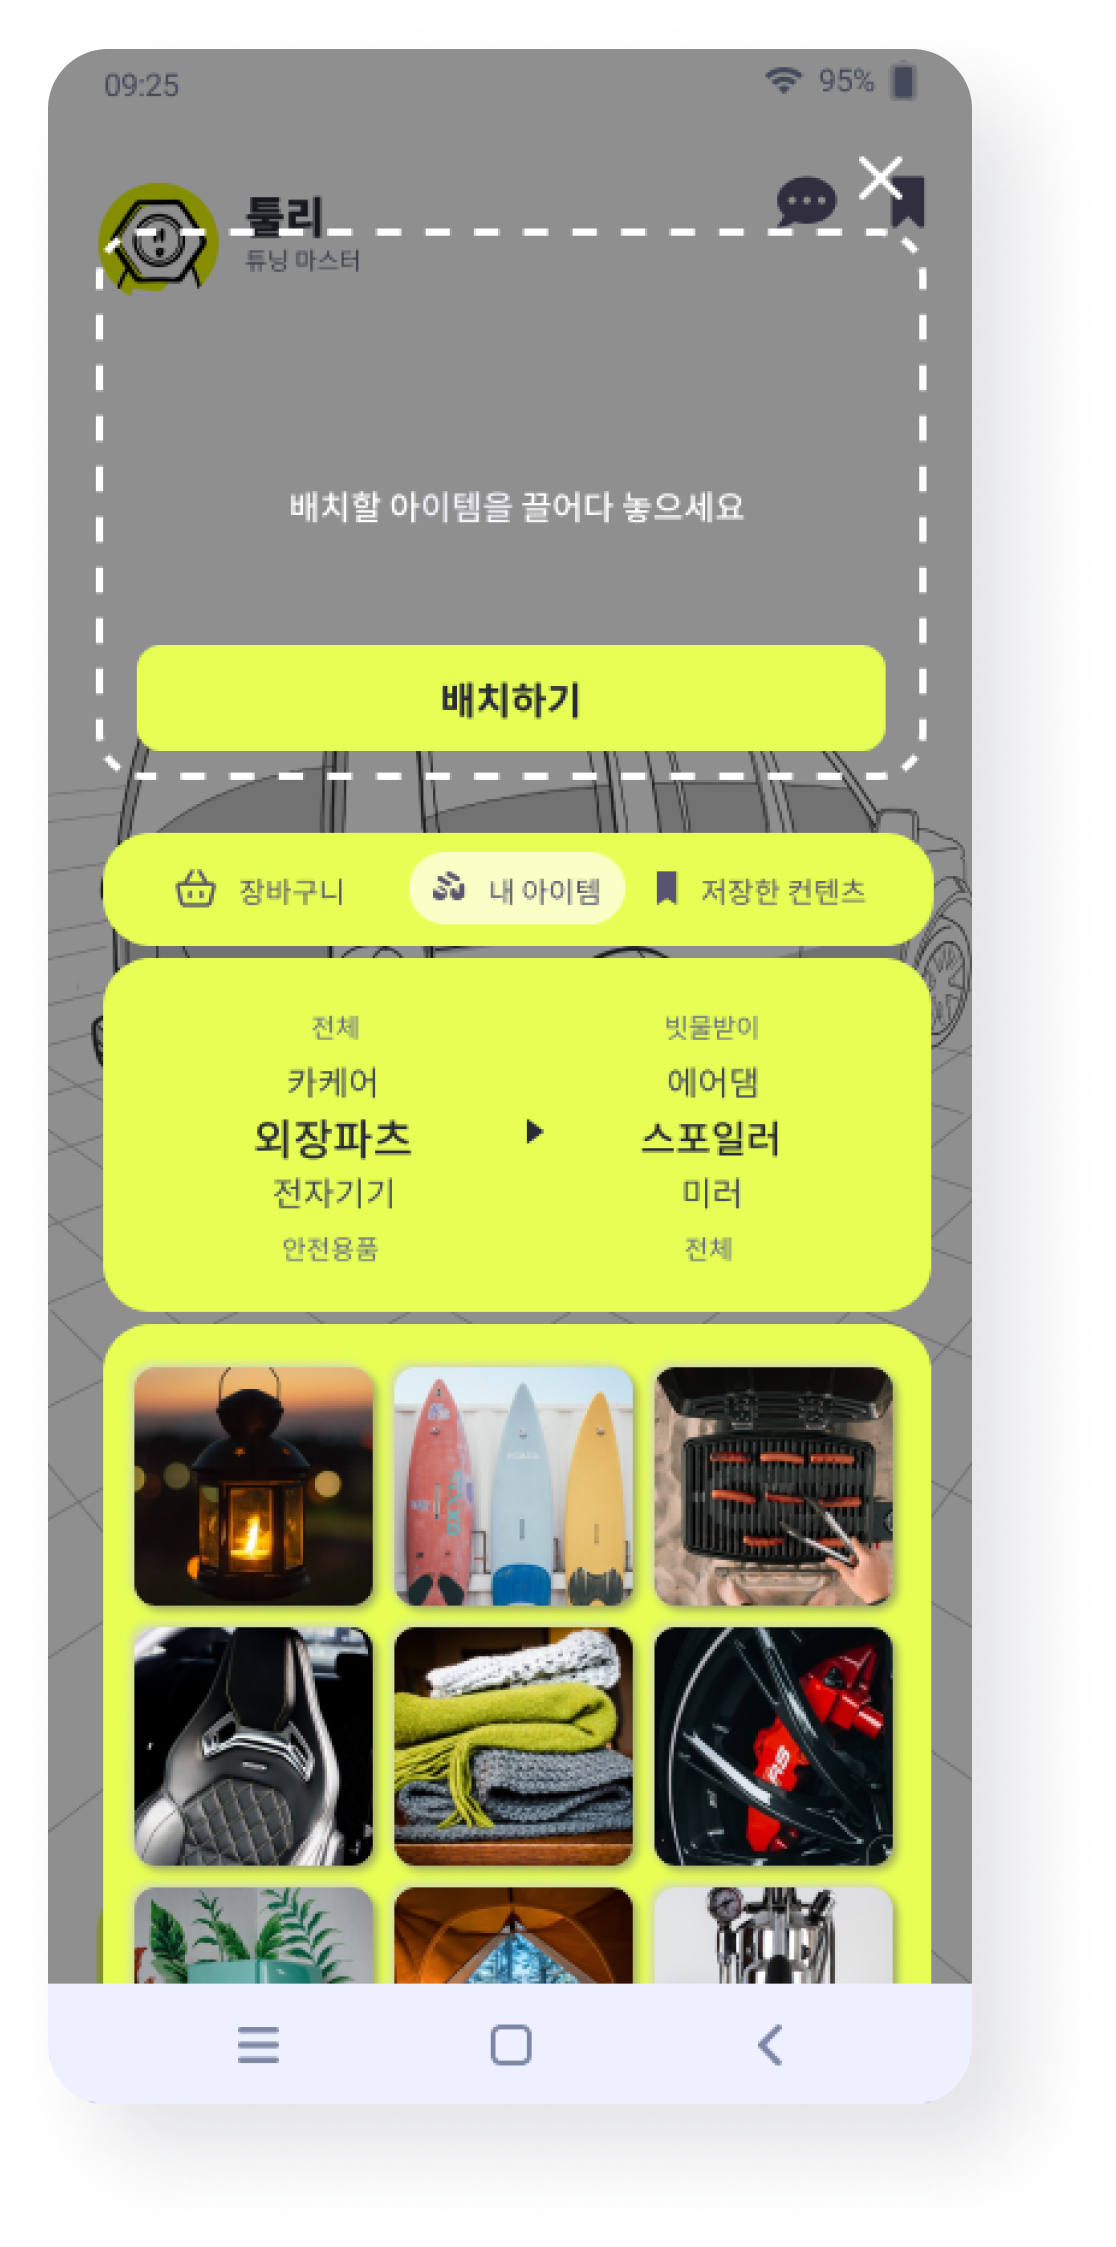 09:25
95%
툴리
튜닝 마스터
배치할 아이템을 끌어다 놓으세요
배치하기
장바구니
내 아이템
저장한 컨텐츠
전체
빗물받이
카케어
에어댐
외장파츠
스포일러
전자기기
미러
안전용품
전체